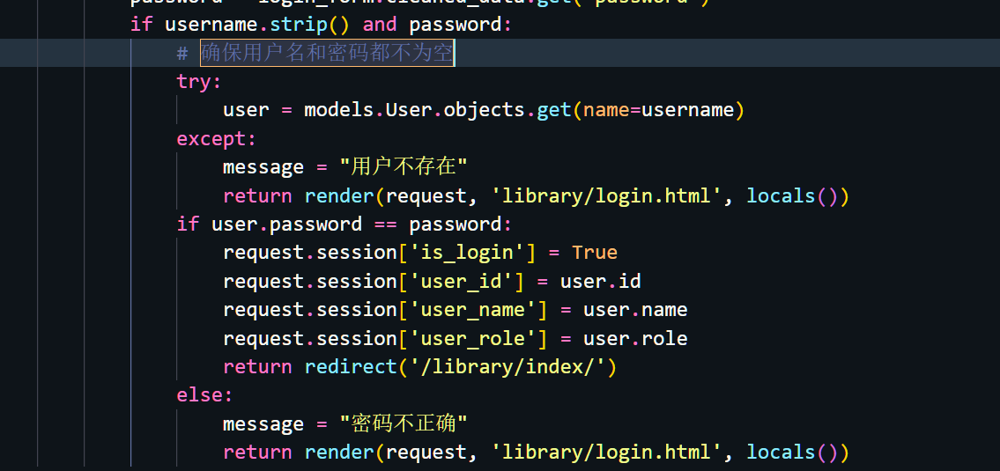 password = login_form.cleaned_data.get('password')
if username.strip() and password:
# 确保用户名和密码都不为空
try:
user = models.User.objects.get(name=username)
except:
message = "用户不存在"
return render(request, 'library/login.html', locals())
if user.password == password:
request.session['is_login'] = True
request.session['user_id'] = user.id
request.session['user_name'] = user.name
request.session['user_role'] = user.role
return redirect('/library/index/')
else:
message = "密码不正确"
return render(request, 'library/login.html', locals())